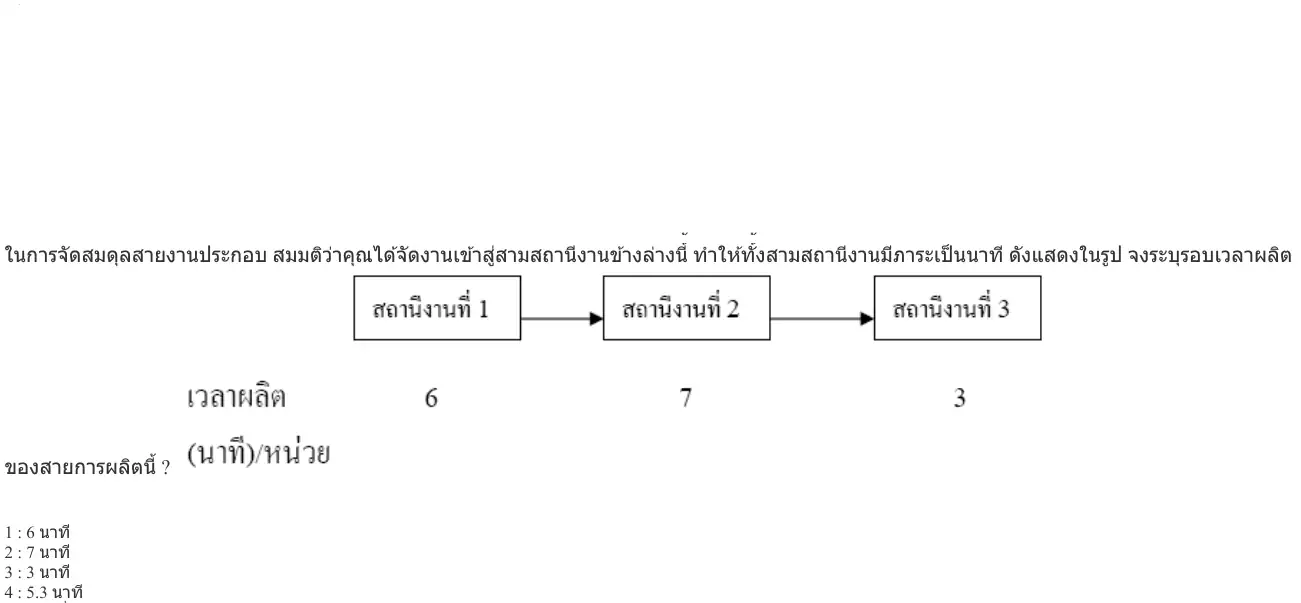 ในการจัดสมดุลสายงานประกอบ สมมติว่าคุณได้จัดงานเข้าสู่สามสถานีงานข้างล่างนี้ ทำให้ทั้งสามสถานีงานมีภาระเป็นนาที ดังแสดงในรูป จงระบุรอบเวลาผลิต
สถานีงานที่ 1 สถานีงานที่ 2 สถานีงานที่ 3
เวลาผลิต 6 7 3
(นาที)/หน่วย
ของสายการผลิตนี้ ?
1 : 6 นาที
2 : 7 นาที
3 : 3 นาที
4 : 5.3 นาที